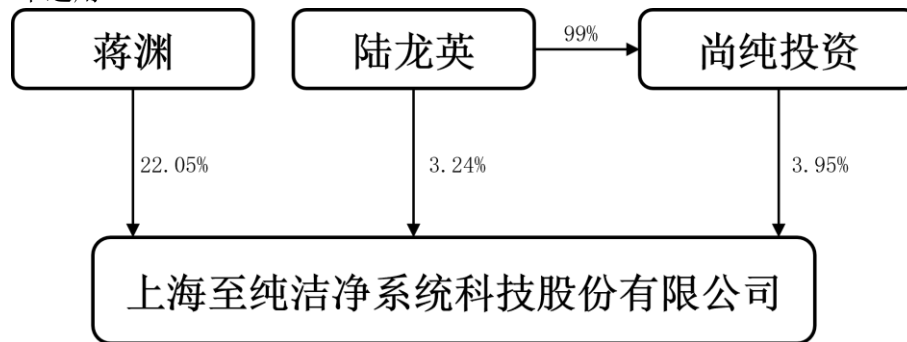 蒋渊
陆龙英
99%
尚纯投资
22.05%
3.24%
3.95%
上海至纯洁净系统科技股份有限公司